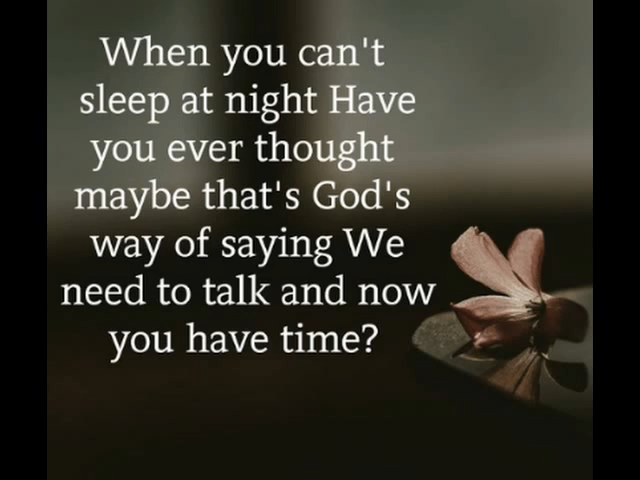 When you can't
sleep at night Have
you ever thought
maybe that's God's
way of saying We
need to talk and now
you have time?